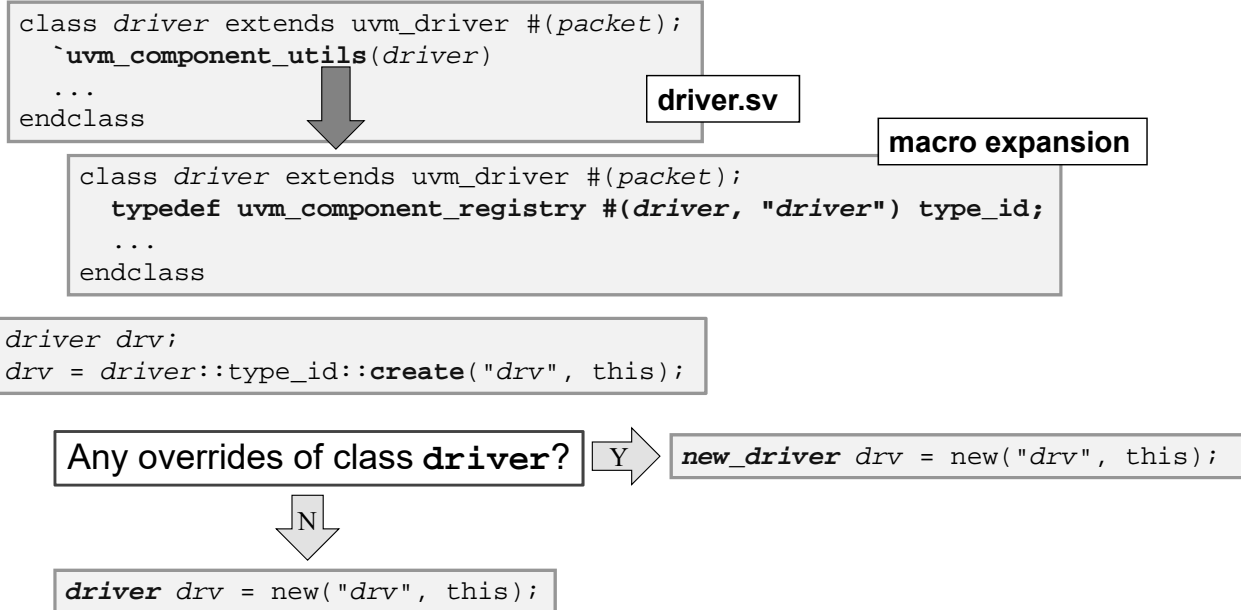 class driver extends uvm_driver #(packet);
`uvm_component_utils(driver)
...
endclass
driver.sv
macro expansion
class driver extends uvm_driver #(packet);
typedef uvm_component_registry #(driver, "driver") type_id;
...
endclass
driver drv;
drv = driver::type_id::create("drv", this);
Any overrides of class driver?
Y
new_driver drv = new("drv", this);
N
driver drv = new("drv", this);